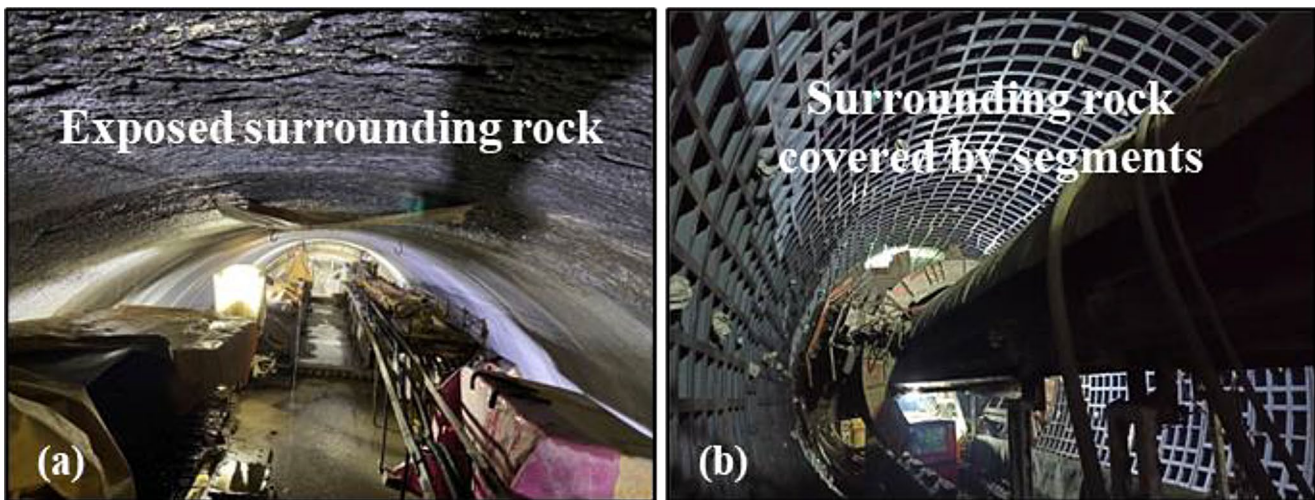 Exposed surrounding rock
(a)
Surrounding rock
covered by segments
(b)